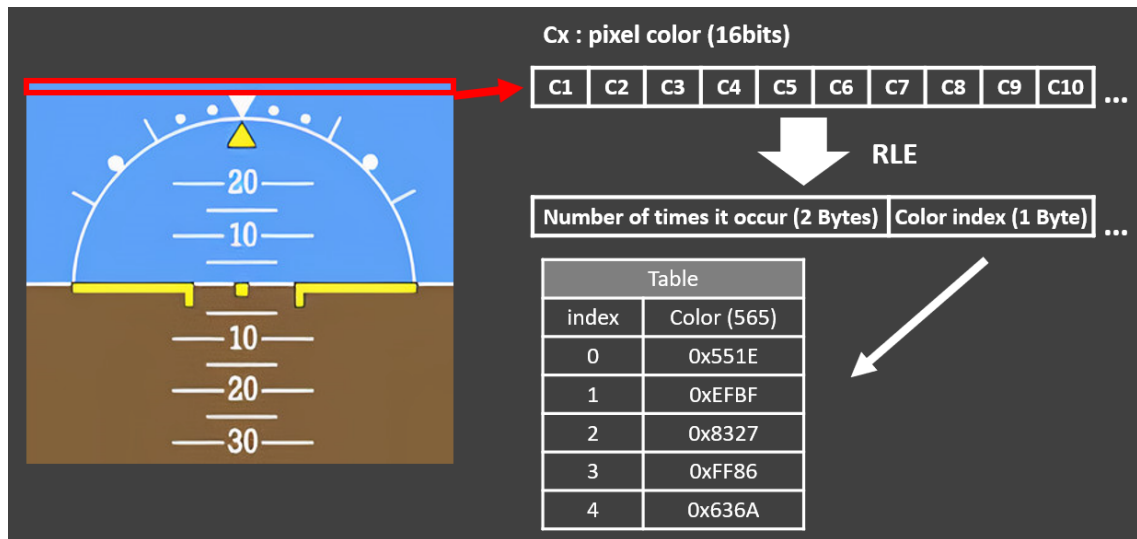 Cx : pixel color (16bits)
C1 C2 C3 C4 C5 C6 C7 C8 C9 C10 ...
RLE
Number of times it occur (2 Bytes) Color index (1 Byte) ...
20
10
10
20
30
Table
index Color (565)
0 0x551E
1 0xEFBF
2 0x8327
3 0xFF86
4 0x636A